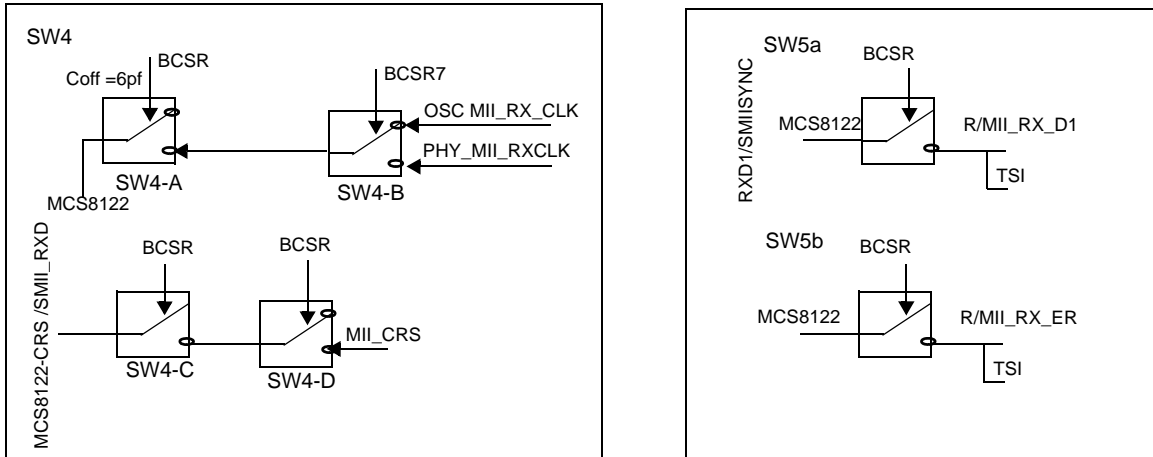 SW4
BCSR
Coff =6pf
BCSR7
OSC MII_RX_CLK
PHY_MII_RXCLK
SW4-A
SW4-B
MCS8122
MCS8122-CRS /SMII_RXD
BCSR
BCSR
MII_CRS
SW4-C
SW4-D
SW5a
BCSR
RXD1/SMIISYNC
MCS8122
R/MII_RX_D1
TSI
SW5b
BCSR
MCS8122
R/MII_RX_ER
TSI